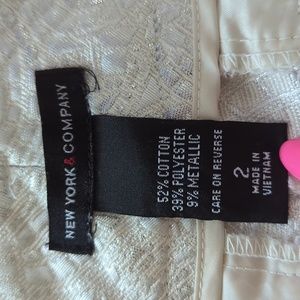 NEW YORK & COMPANY
52% COTTON
39% POLYESTER
9% METALLIC
CARE ON REVERSE
2
MADE IN
VIETNAM